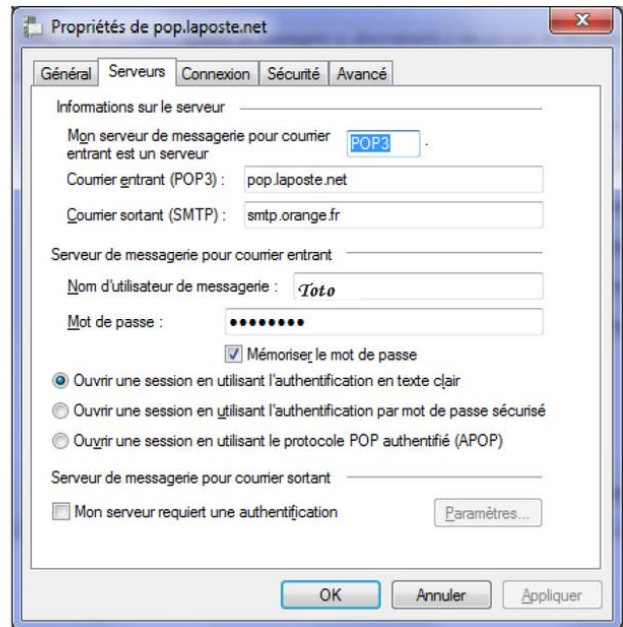 Propriétés de pop.laposte.net
Général Serveurs Connexion Sécurité Avancé
Informations sur le serveur
Mon serveur de messagerie pour courrier
entrant est un serveur POP3 .
Courrier entrant (POP3) : pop.laposte.net
Courrier sortant (SMTP) : smtp.orange.fr
Serveur de messagerie pour courrier entrant
Nom d'utilisateur de messagerie : Toto
Mot de passe : ••••••••
Mémoriser le mot de passe
Ouvrir une session en utilisant l'authentification en texte clair
Ouvrir une session en utilisant l'authentification par mot de passe sécurisé
Ouvrir une session en utilisant le protocole POP authentifié (APOP)
Serveur de messagerie pour courrier sortant
Mon serveur requiert une authentification Paramètres...
OK Annuler Appliquer